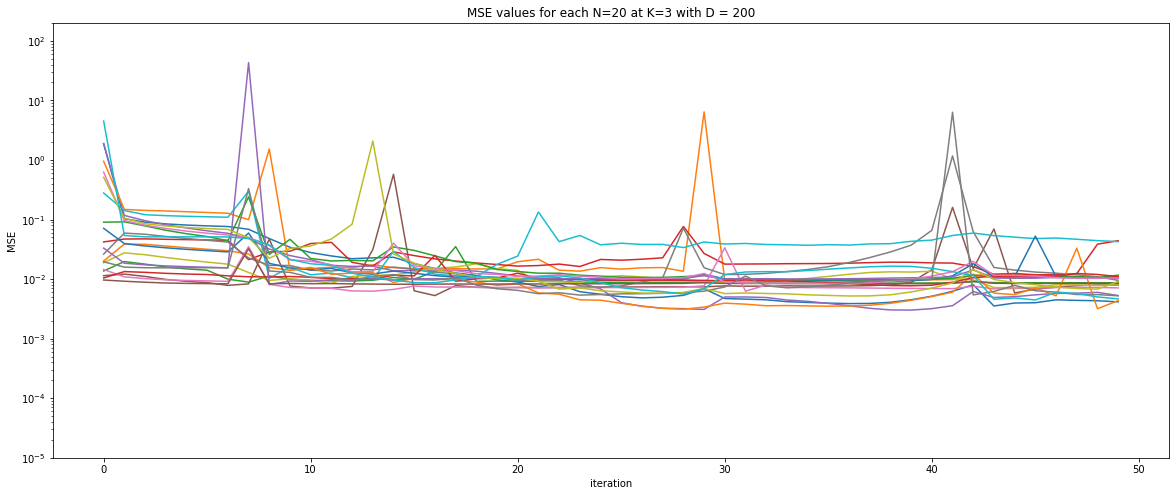 MSE values for each N=20 at K=3 with D = 200
MSE
10²
10¹
10⁰
10⁻¹
10⁻²
10⁻³
10⁻⁴
10⁻⁵
0 10 20 30 40 50
iteration